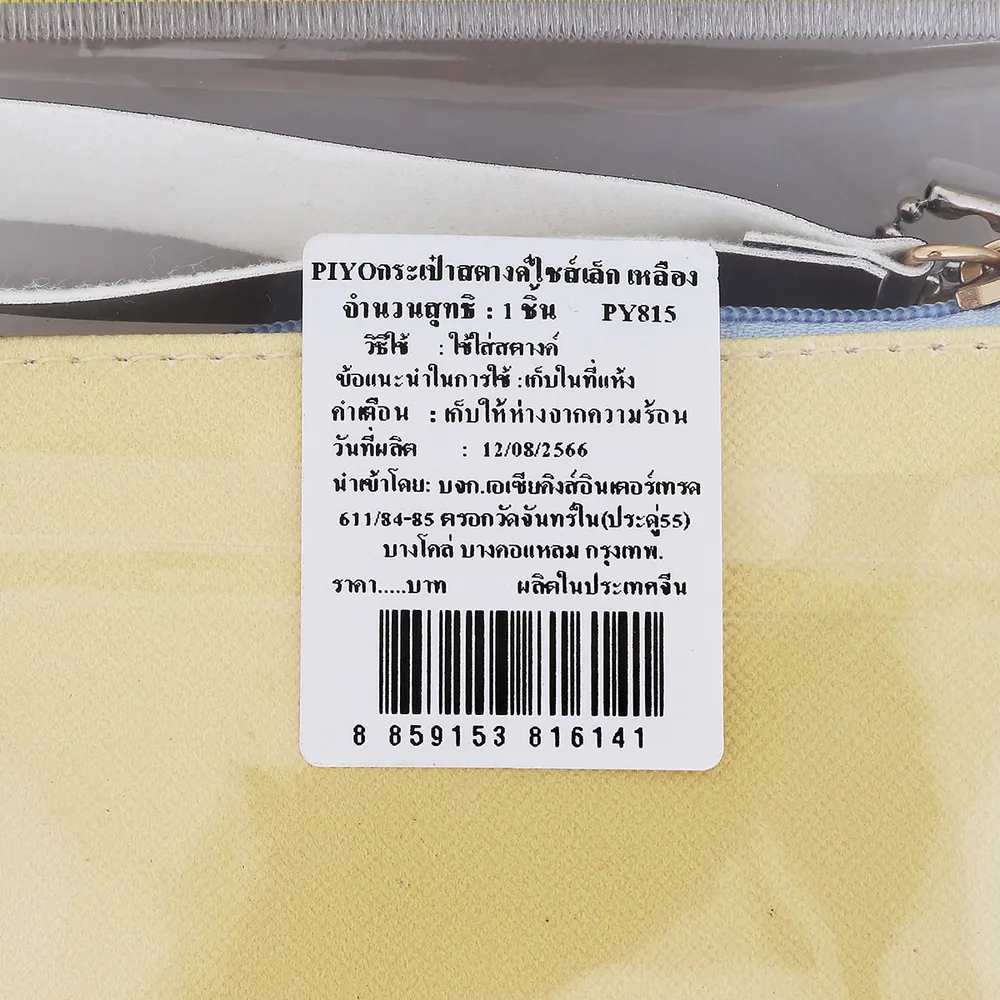 PIYOกระเป๋าสตางค์ไซส์เล็ก เหลือง
จำนวนสุทธิ : 1 ชิ้น PY815
วิธีใช้ : ใช้ใส่สตางค์
ข้อแนะนำในการใช้ :เก็บในที่แห้ง
คำเตือน : เก็บให้ห่างจากความร้อน
วันที่ผลิต : 12/08/2566
นำเข้าโดย: บจก.เอเซียคิงส์อินเตอร์เทรด
611/84-85 ตรอกวัดจันทร์ใน(ประดู่55)
บางโคล่ บางคอแหลม กรุงเทพ.
ราคา.....บาท ผลิตในประเทศจีน
8 859153 816141